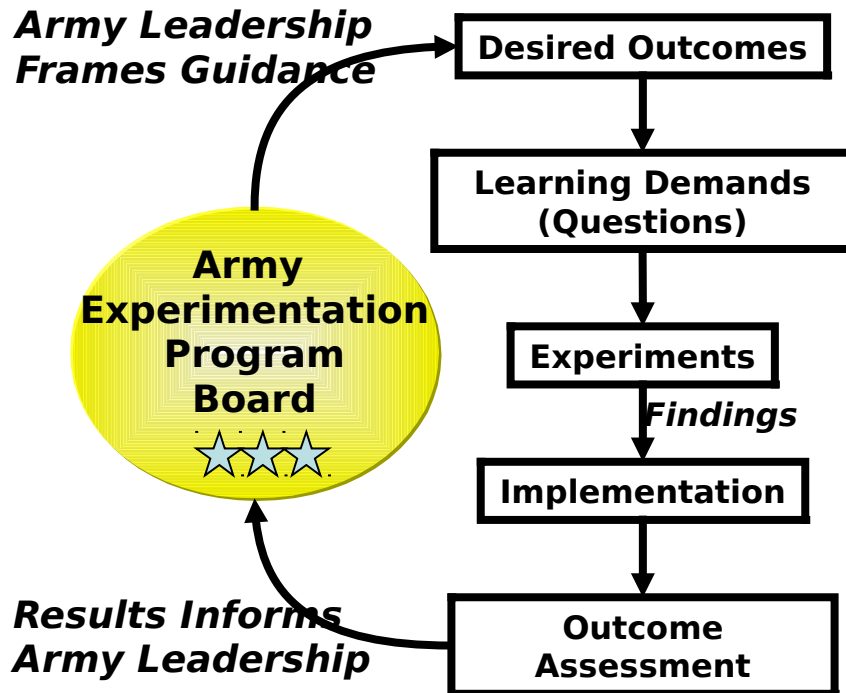 Army Leadership
Frames Guidance
Desired Outcomes
Learning Demands
(Questions)
Army
Experimentation
Program
Board
Experiments
Findings
Implementation
Results Informs
Army Leadership
Outcome
Assessment